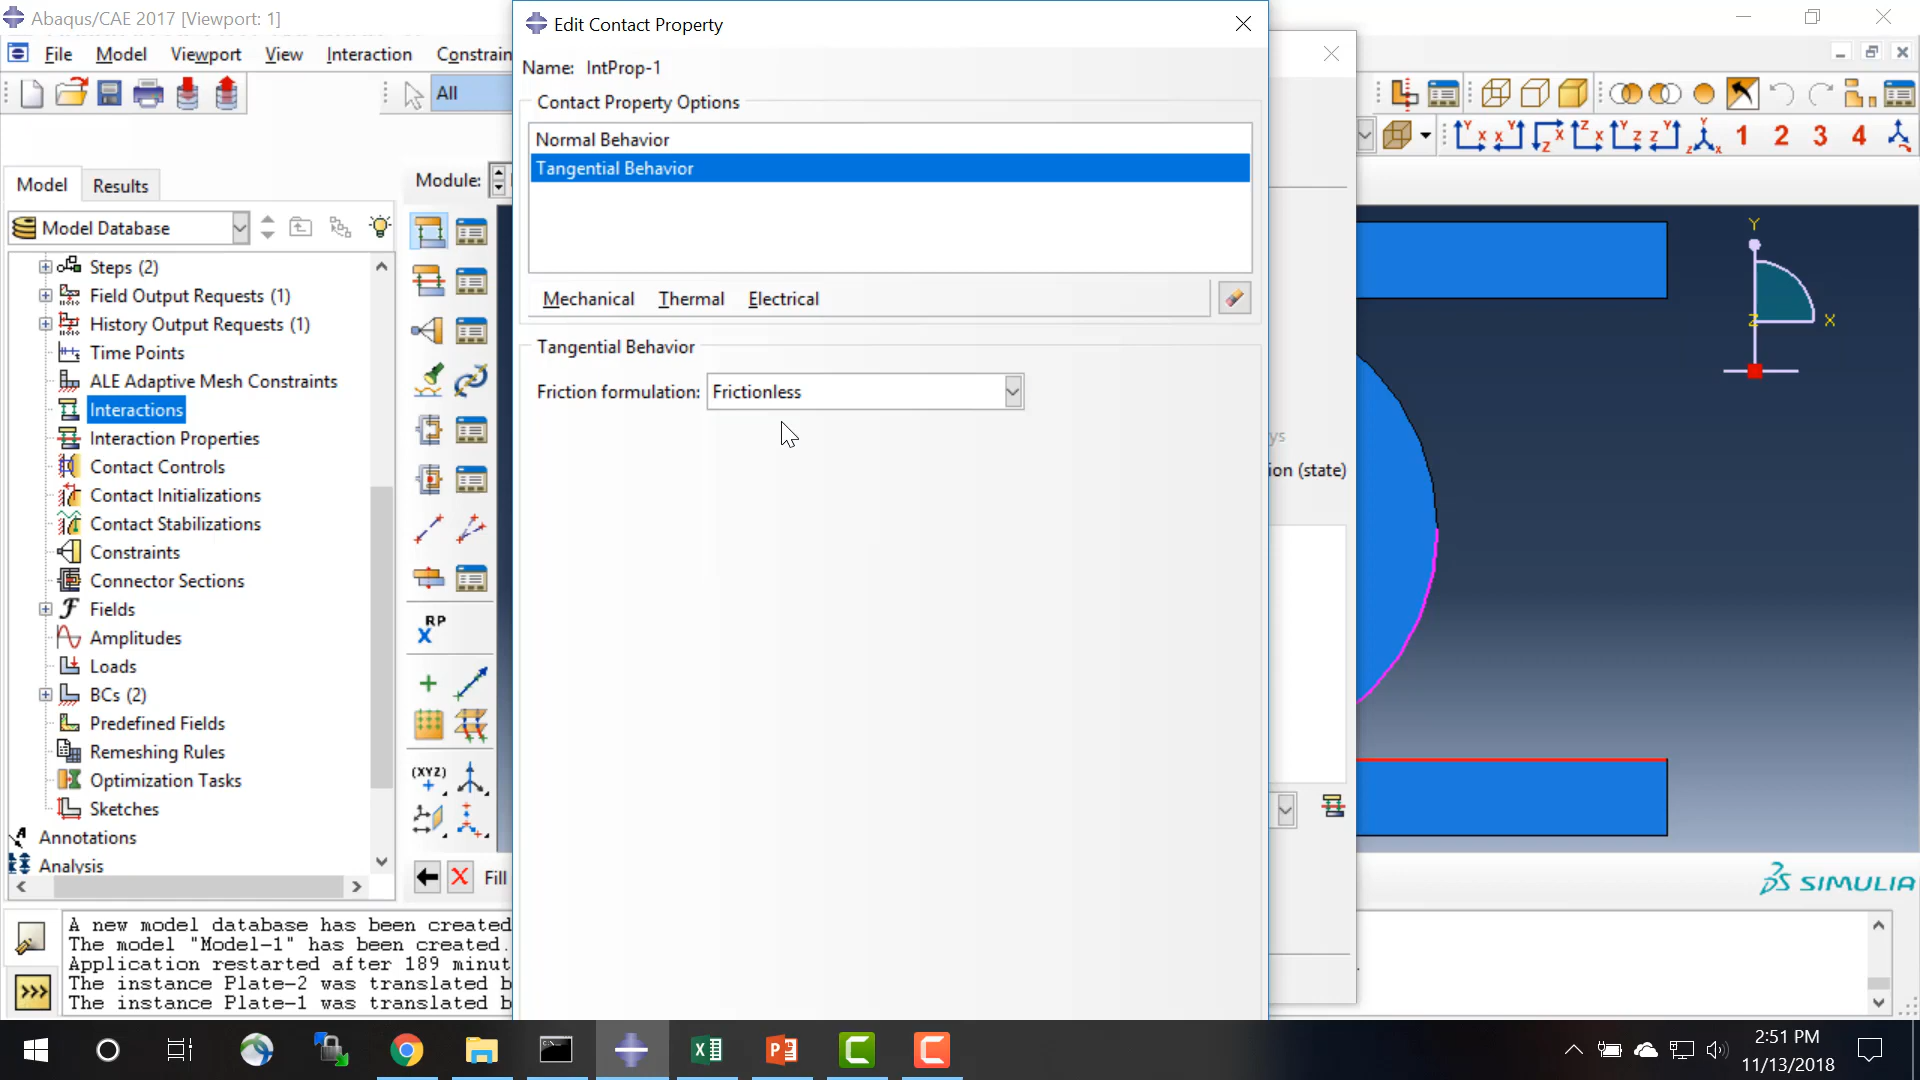 Abaqus/CAE 2017 [Viewport: 1]
File Model Viewport View Interaction Constrain
All
Model Results
Module:
Model Database
Steps (2)
Field Output Requests (1)
History Output Requests (1)
Time Points
ALE Adaptive Mesh Constraints
Interactions
Interaction Properties
Contact Controls
Contact Initializations
Contact Stabilizations
Constraints
Connector Sections
Fields
Amplitudes
Loads
BCs (2)
Predefined Fields
Remeshing Rules
Optimization Tasks
Sketches
Annotations
Analysis
RP
(XYZ)
Fill
Edit Contact Property
Name: IntProp-1
Contact Property Options
Normal Behavior
Tangential Behavior
Mechanical Thermal Electrical
Tangential Behavior
Friction formulation: Frictionless
ys
ion (state)
1 2 3 4
Y
Z X
SIMULIA
A new model database has been created
The model "Model-1" has been created.
Application restarted after 189 minut
The instance Plate-2 was translated b
The instance Plate-1 was translated b
2:51 PM
11/13/2018